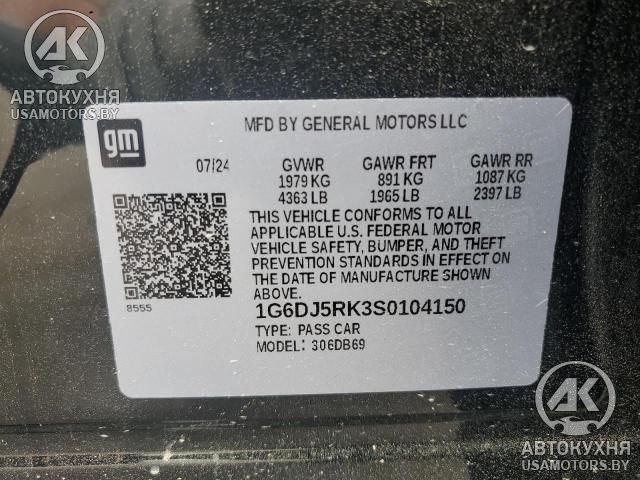 AK
АВТОКУХНЯ
USAMOTORS.BY
gm
MFD BY GENERAL MOTORS LLC
07/24 GVWR GAWR FRT GAWR RR
1979 KG 891 KG 1087 KG
4363 LB 1965 LB 2397 LB
THIS VEHICLE CONFORMS TO ALL
APPLICABLE U.S. FEDERAL MOTOR
VEHICLE SAFETY, BUMPER, AND THEFT
PREVENTION STANDARDS IN EFFECT ON
THE DATE OF MANUFACTURE SHOWN
ABOVE.
8555
1G6DJ5RK3S0104150
TYPE: PASS CAR
MODEL: 306DB69
AK
АВТОКУХНЯ
USAMOTORS.BY